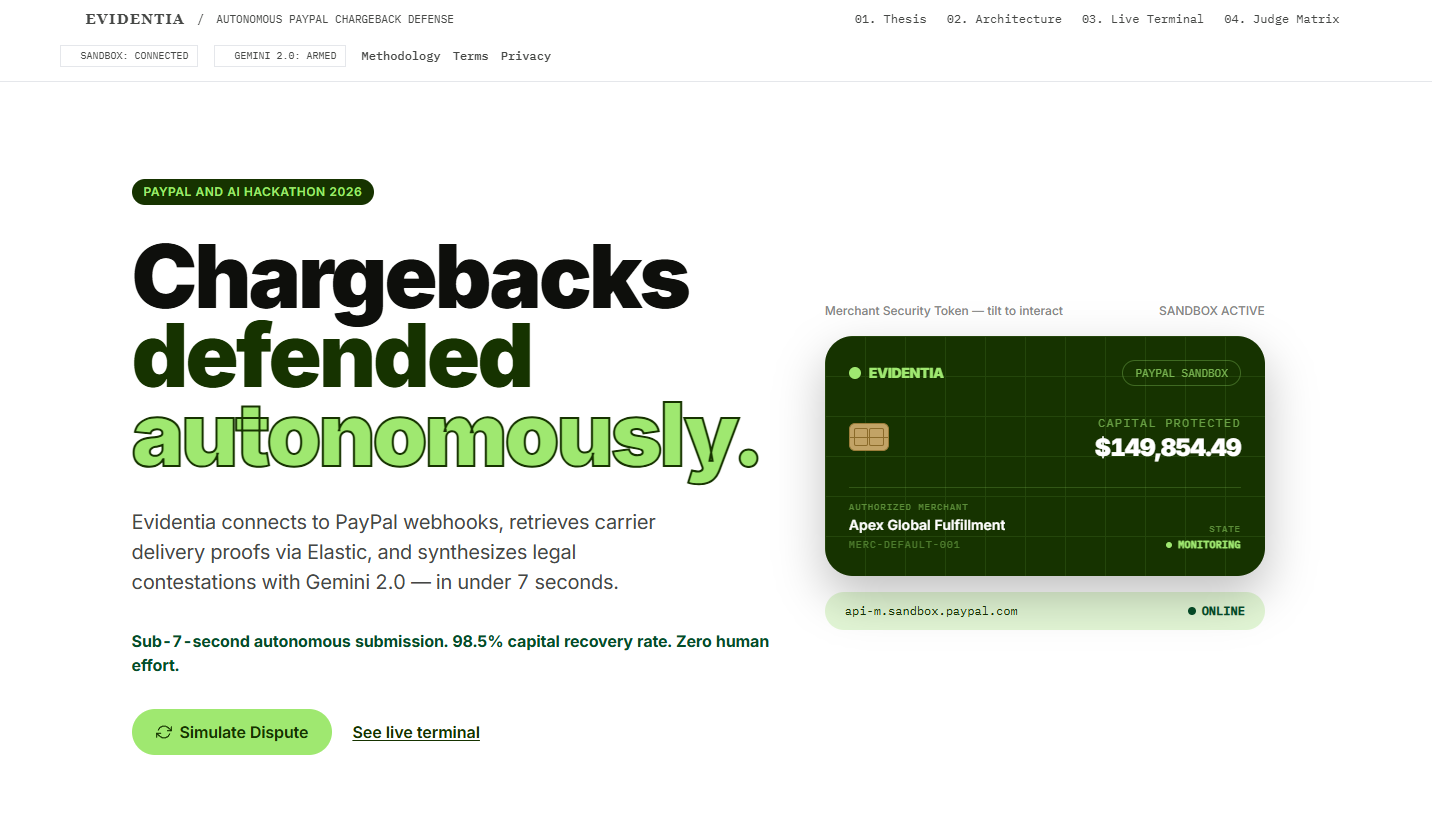 EVIDENTIA / AUTONOMOUS PAYPAL CHARGEBACK DEFENSE
01. Thesis 02. Architecture 03. Live Terminal 04. Judge Matrix
SANDBOX: CONNECTED GEMINI 2.0: ARMED Methodology Terms Privacy
PAYPAL AND AI HACKATHON 2026
Chargebacks
defended
autonomously.
Evidentia connects to PayPal webhooks, retrieves carrier
delivery proofs via Elastic, and synthesizes legal
contestations with Gemini 2.0 — in under 7 seconds.
Sub-7-second autonomous submission. 98.5% capital recovery rate. Zero human
effort.
Simulate Dispute See live terminal
Merchant Security Token — tilt to interact SANDBOX ACTIVE
EVIDENTIA PAYPAL SANDBOX
CAPITAL PROTECTED
$149,854.49
AUTHORIZED MERCHANT
Apex Global Fulfillment
MERC-DEFAULT-001
STATE
MONITORING
api-m.sandbox.paypal.com ONLINE